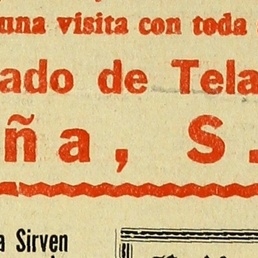 una visita con toda
ado de Tela
ña, S.
a Sirven